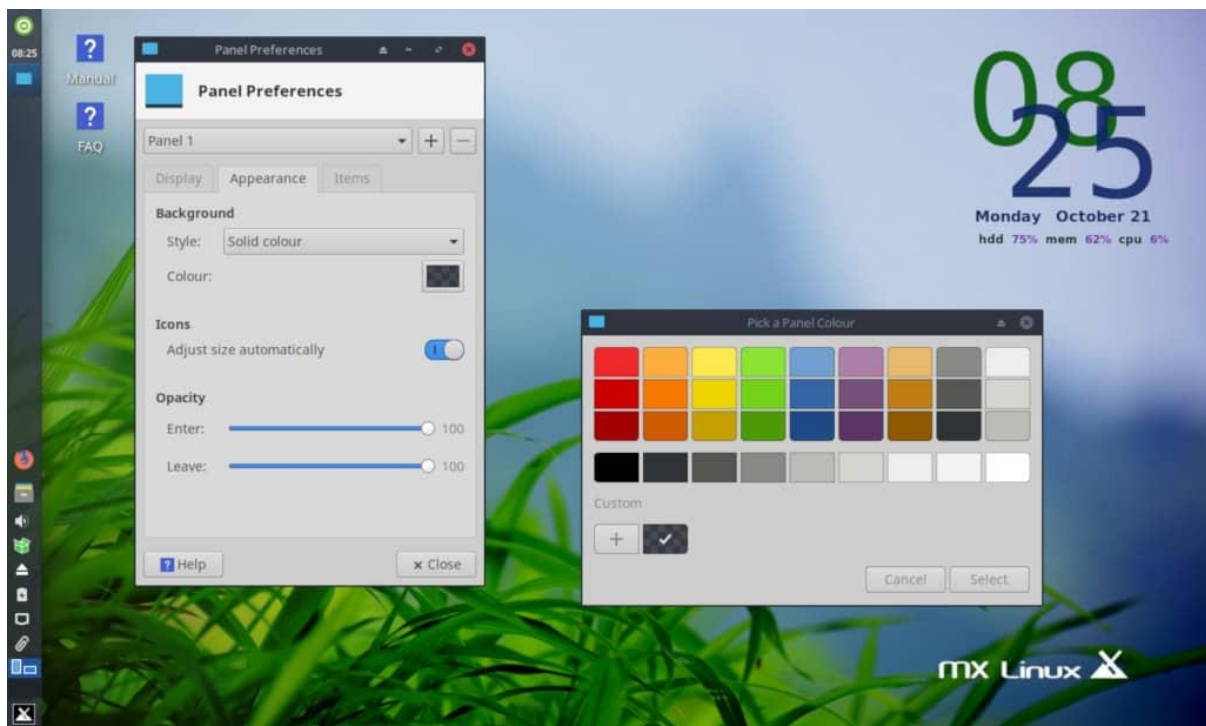 08:25
Manual
FAQ
Panel Preferences
Panel Preferences
Panel 1
Display Appearance Items
Background
Style: Solid colour
Colour:
Icons
Adjust size automatically
Opacity
Enter: 100
Leave: 100
Help
Close
08
25
Monday October 21
hdd 75% mem 62% cpu 6%
Pick a Panel Colour
Custom
Cancel Select
MX Linux